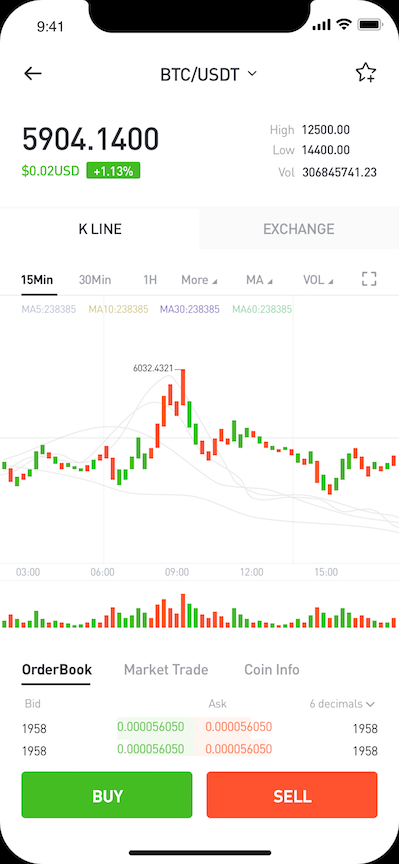 9:41
BTC/USDT
5904.1400
$0.02USD +1.13%
High 12500.00
Low 14400.00
Vol 306845741.23
K LINE EXCHANGE
15Min 30Min 1H More MA VOL
MA5:238385 MA10:238385 MA30:238385 MA60:238385
6032.4321
03:00 06:00 09:00 12:00 15:00
OrderBook Market Trade Coin Info
Bid Ask 6 decimals
1958 0.000056050 0.000056050 1958
1958 0.000056050 0.000056050 1958
BUY SELL